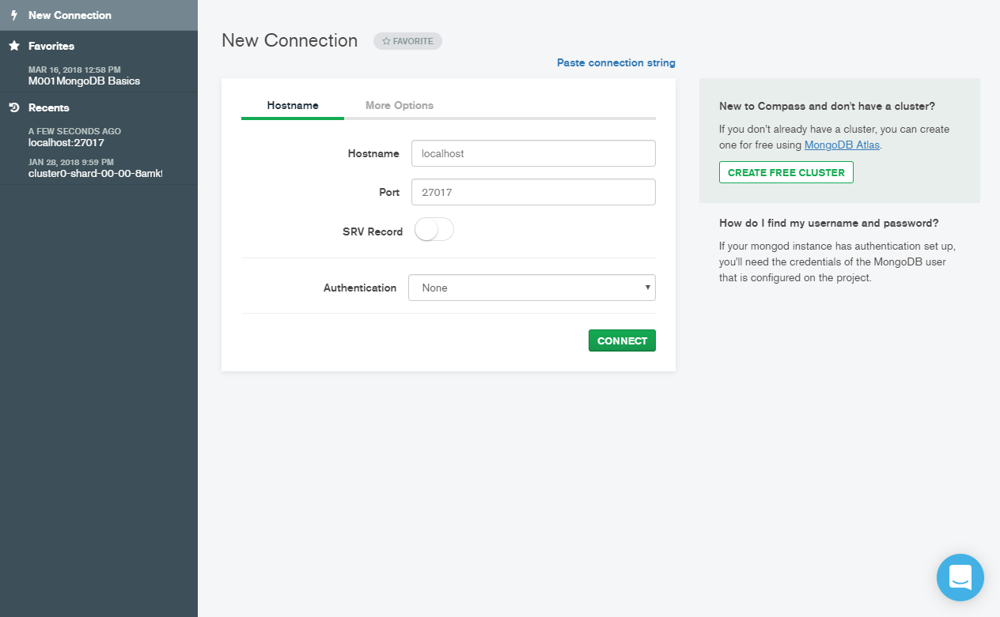 New Connection
Favorites
MAR 16, 2018 12:58 PM
M001MongoDB Basics
Recents
A FEW SECONDS AGO
localhost:27017
JAN 28, 2018 9:59 PM
cluster0-shard-00-00-8amk
New Connection
FAVORITE
Paste connection string
Hostname
More Options
Hostname
localhost
Port
27017
SRV Record
Authentication
None
CONNECT
New to Compass and don't have a cluster?
If you don't already have a cluster, you can create
one for free using MongoDB Atlas.
CREATE FREE CLUSTER
How do I find my username and password?
If your mongod instance has authentication set up,
you'll need the credentials of the MongoDB user
that is configured on the project.